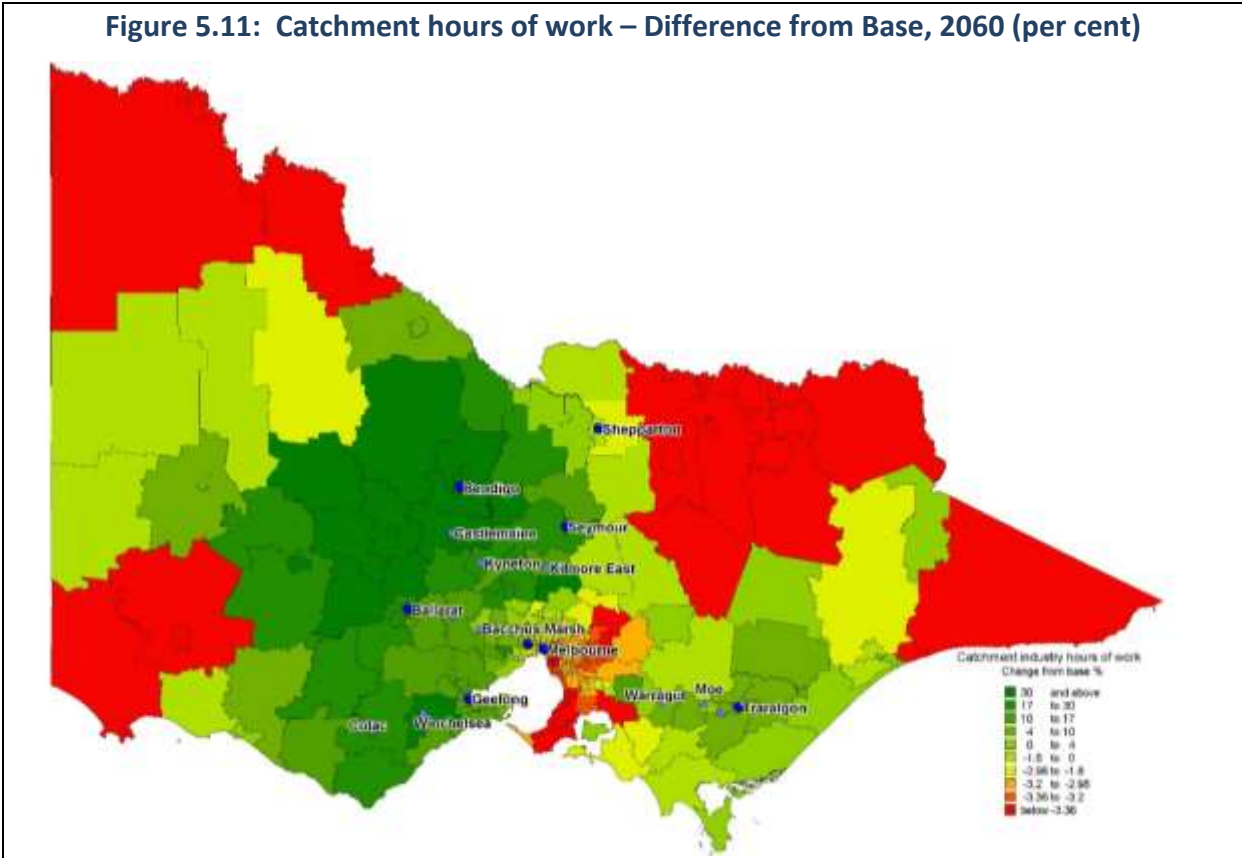 Figure 5.11:  Catchment hours of work – Difference from Base, 2060 (per cent)
Shepparton
Bendigo
Castlemaine
Seymour
Kyneton
Kilmore East
Ballarat
Bacchus Marsh
Melbourne
Geelong
Warragul
Moe
Traralgon
Colac
Winchelsea
Catchment industry hours of work
Change from base %
30 and above
17 to 30
10 to 17
4 to 10
0 to 4
-1.8 to 0
-2.98 to -1.8
-3.2 to -2.98
-3.36 to -3.2
below -3.36